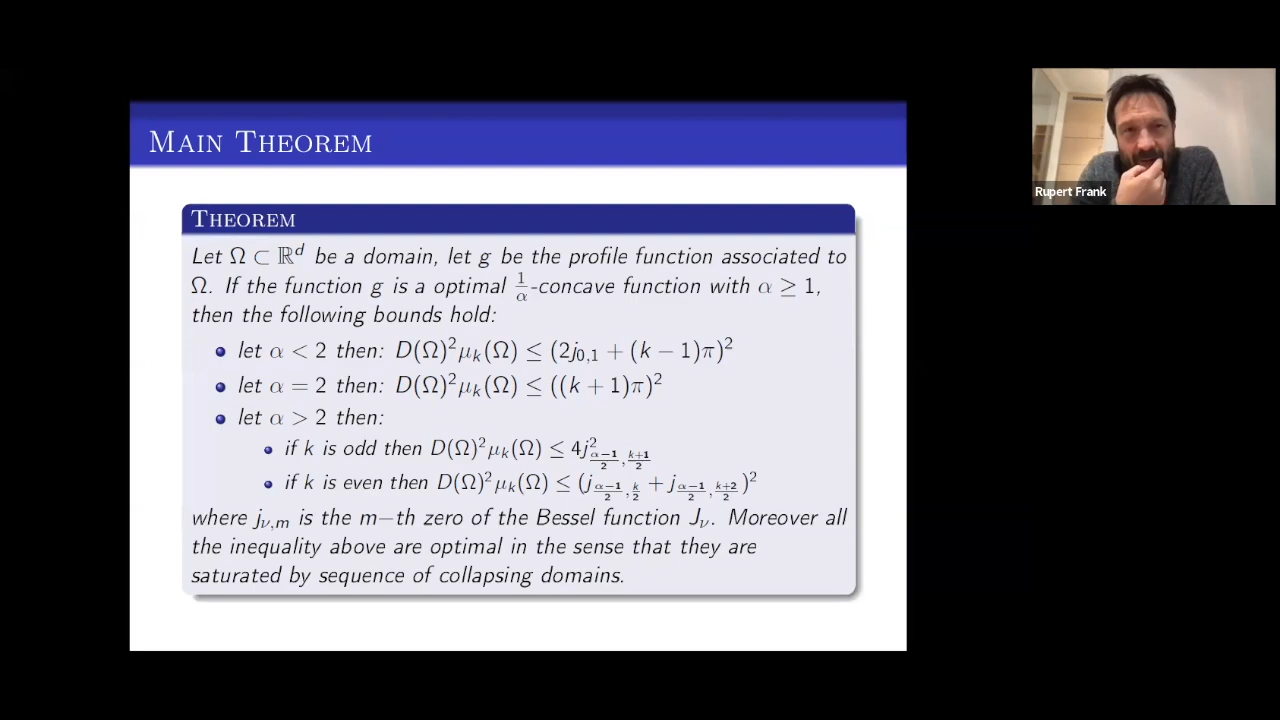 MAIN THEOREM
THEOREM
Let Ω ⊂ ℝ^d be a domain, let g be the profile function associated to
Ω. If the function g is a optimal 1/α-concave function with α ≥ 1,
then the following bounds hold:
let α < 2 then: D(Ω)²μ_k(Ω) ≤ (2j_{0,1} + (k − 1)π)²
let α = 2 then: D(Ω)²μ_k(Ω) ≤ ((k + 1)π)²
let α > 2 then:
if k is odd then D(Ω)²μ_k(Ω) ≤ 4j²_{(α−1)/2, (k+1)/2}
if k is even then D(Ω)²μ_k(Ω) ≤ (j_{(α−1)/2, k/2} + j_{(α−1)/2, (k+2)/2})²
where j_{ν,m} is the m−th zero of the Bessel function J_ν. Moreover all
the inequality above are optimal in the sense that they are
saturated by sequence of collapsing domains.
Rupert Frank